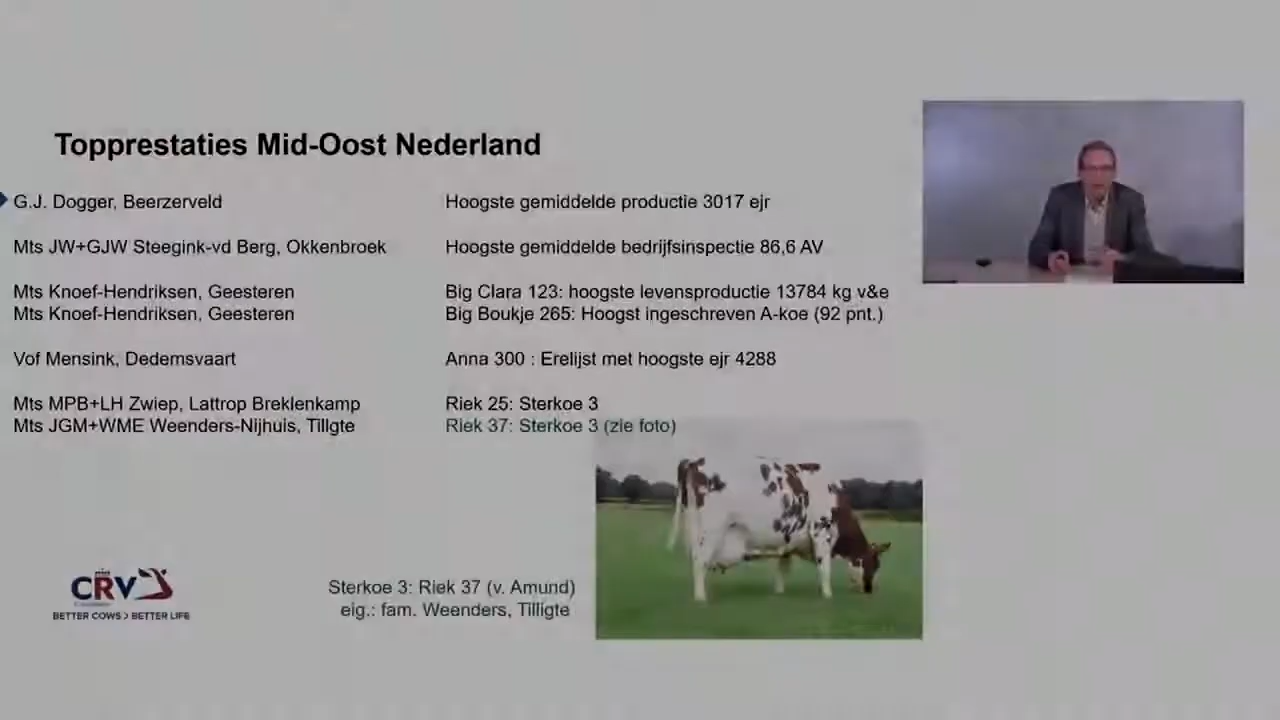 Topprestaties Mid-Oost Nederland
G.J. Dogger, Beerzerveld Hoogste gemiddelde productie 3017 ejr
Mts JW+GJW Steegink-vd Berg, Okkenbroek Hoogste gemiddelde bedrijfsinspectie 86,6 AV
Mts Knoef-Hendriksen, Geesteren Big Clara 123: hoogste levensproductie 13784 kg v&e
Mts Knoef-Hendriksen, Geesteren Big Boukje 265: Hoogst ingeschreven A-koe (92 pnt.)
Vof Mensink, Dedemsvaart Anna 300 : Erelijst met hoogste ejr 4288
Mts MPB+LH Zwiep, Lattrop Breklenkamp Riek 25: Sterkoe 3
Mts JGM+WME Weenders-Nijhuis, Tillgte Riek 37: Sterkoe 3 (zie foto)
Sterkoe 3: Riek 37 (v. Amund)
eig.: fam. Weenders, Tilligte
CRV
BETTER COWS > BETTER LIFE